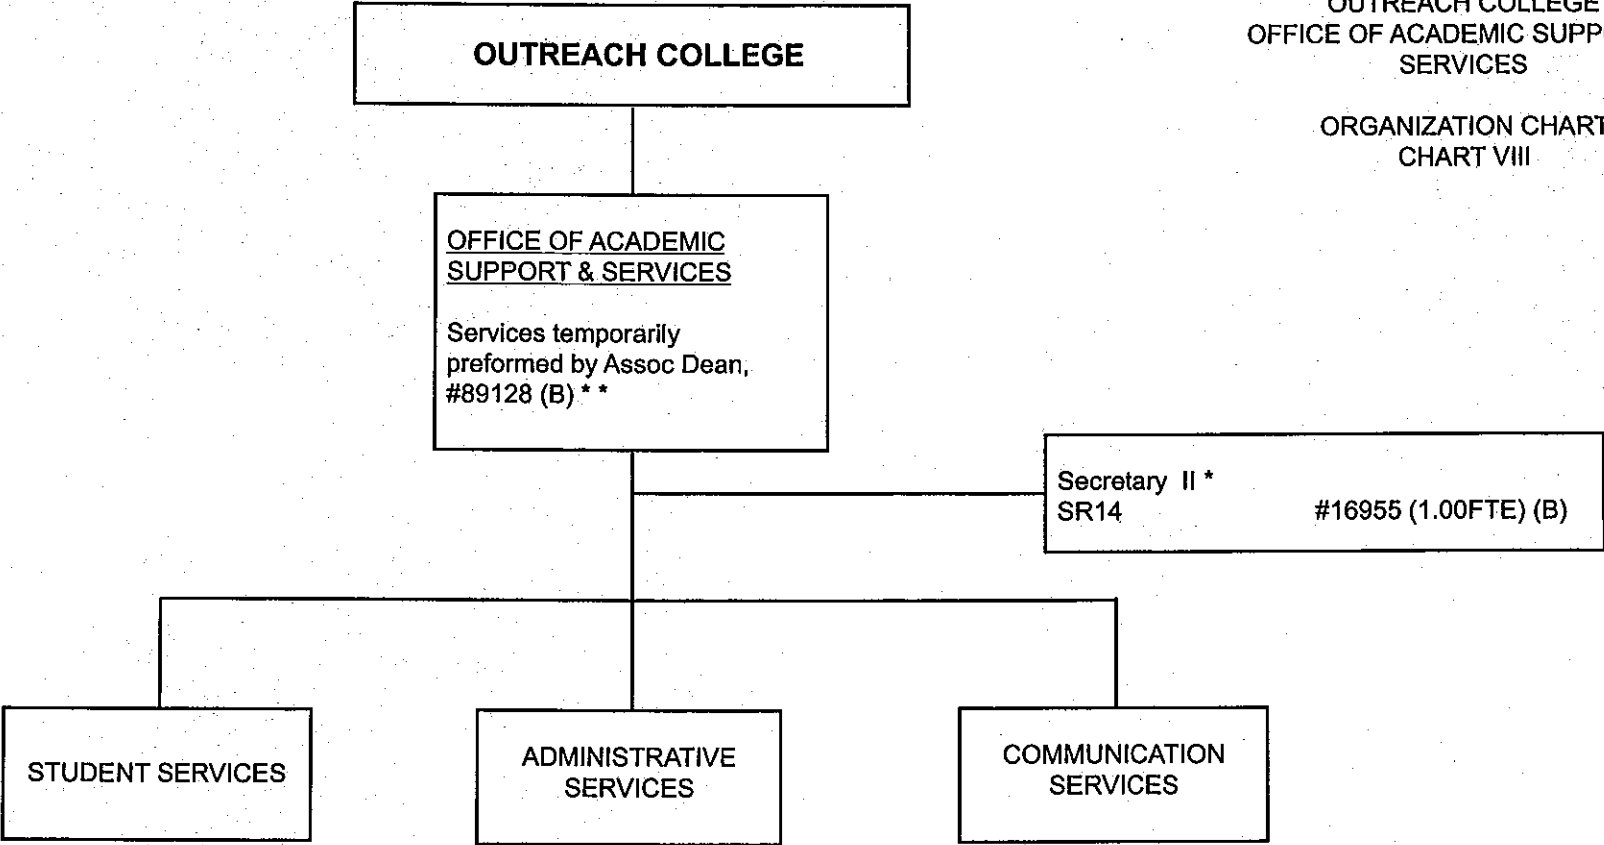 OUTREACH COLLEGE
OFFICE OF ACADEMIC
SERVICES
ORGANIZATION CHART
CHART VIII
OUTREACH COLLEGE
OFFICE OF ACADEMIC
SUPPORT & SERVICES
Services temporarily
preformed by Assoc Dean,
#89128 (B) * *
Secretary II *
SR14 #16955 (1.00FTE) (B)
STUDENT SERVICES
ADMINISTRATIVE
SERVICES
COMMUNICATION
SERVICES